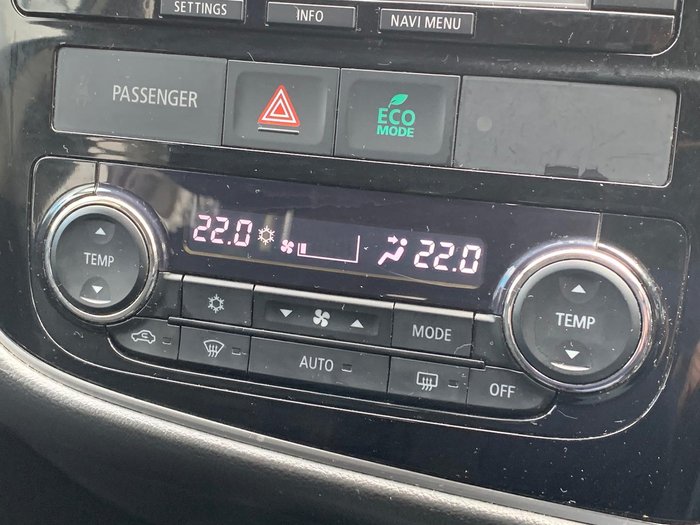 SETTINGS
INFO
NAVI MENU
PASSENGER
ECO
MODE
22.0
22.0
TEMP
TEMP
MODE
AUTO
OFF